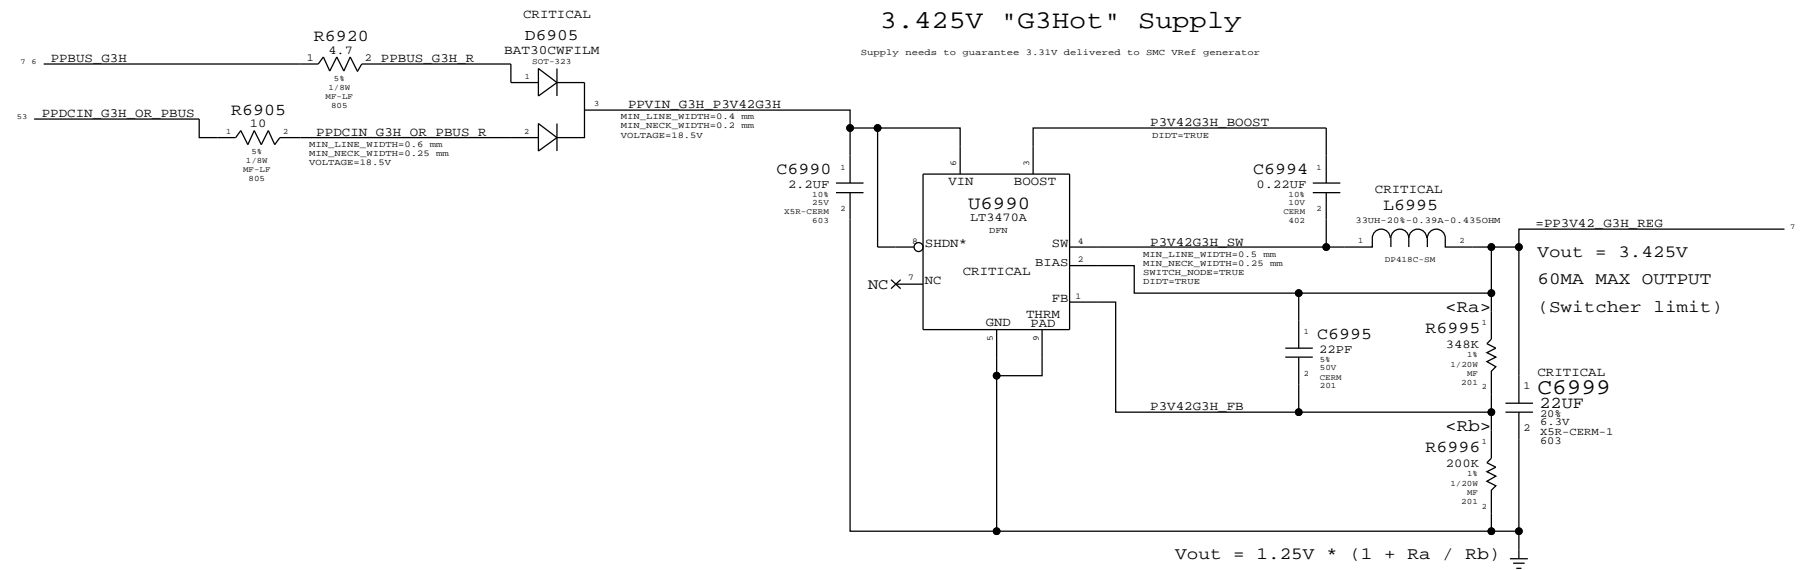 3.425V "G3Hot" Supply
Supply needs to guarantee 3.31V delivered to SMC VRef generator
CRITICAL
D6905
BAT30CWFILM
SOT-323
R6920
4.7
5%
1/8W
MF-LF
805
7 6
PPBUS_G3H
1
2
PPBUS_G3H_R
1
53
PPDCIN_G3H_OR_PBUS
R6905
10
1
2
5%
1/8W
MF-LF
805
PPDCIN_G3H_OR_PBUS_R
MIN_LINE_WIDTH=0.6 mm
MIN_NECK_WIDTH=0.25 mm
VOLTAGE=18.5V
2
3
PPVIN_G3H_P3V42G3H
MIN_LINE_WIDTH=0.4 mm
MIN_NECK_WIDTH=0.2 mm
VOLTAGE=18.5V
C6990
2.2UF
10%
25V
X5R-CERM
603
1
2
6
VIN
3
BOOST
U6990
LT3470A
DFN
CRITICAL
8
SHDN*
NC
7
NC
SW
4
BIAS
2
FB
1
GND
5
THRM
PAD
9
P3V42G3H_BOOST
DIDT=TRUE
C6994
0.22UF
10%
10V
CERM
402
1
2
P3V42G3H_SW
MIN_LINE_WIDTH=0.5 mm
MIN_NECK_WIDTH=0.25 mm
SWITCH_NODE=TRUE
DIDT=TRUE
CRITICAL
L6995
33UH-20%-0.39A-0.435OHM
1
2
DP418C-SM
=PP3V42_G3H_REG
7
Vout = 3.425V
60MA MAX OUTPUT
(Switcher limit)
C6995
22PF
5%
50V
CERM
201
1
2
P3V42G3H_FB
<Ra>
R6995
348K
1%
1/20W
MF
201
1
2
<Rb>
R6996
200K
1%
1/20W
MF
201
1
2
CRITICAL
C6999
22UF
20%
6.3V
X5R-CERM-1
603
1
2
Vout = 1.25V * (1 + Ra / Rb)